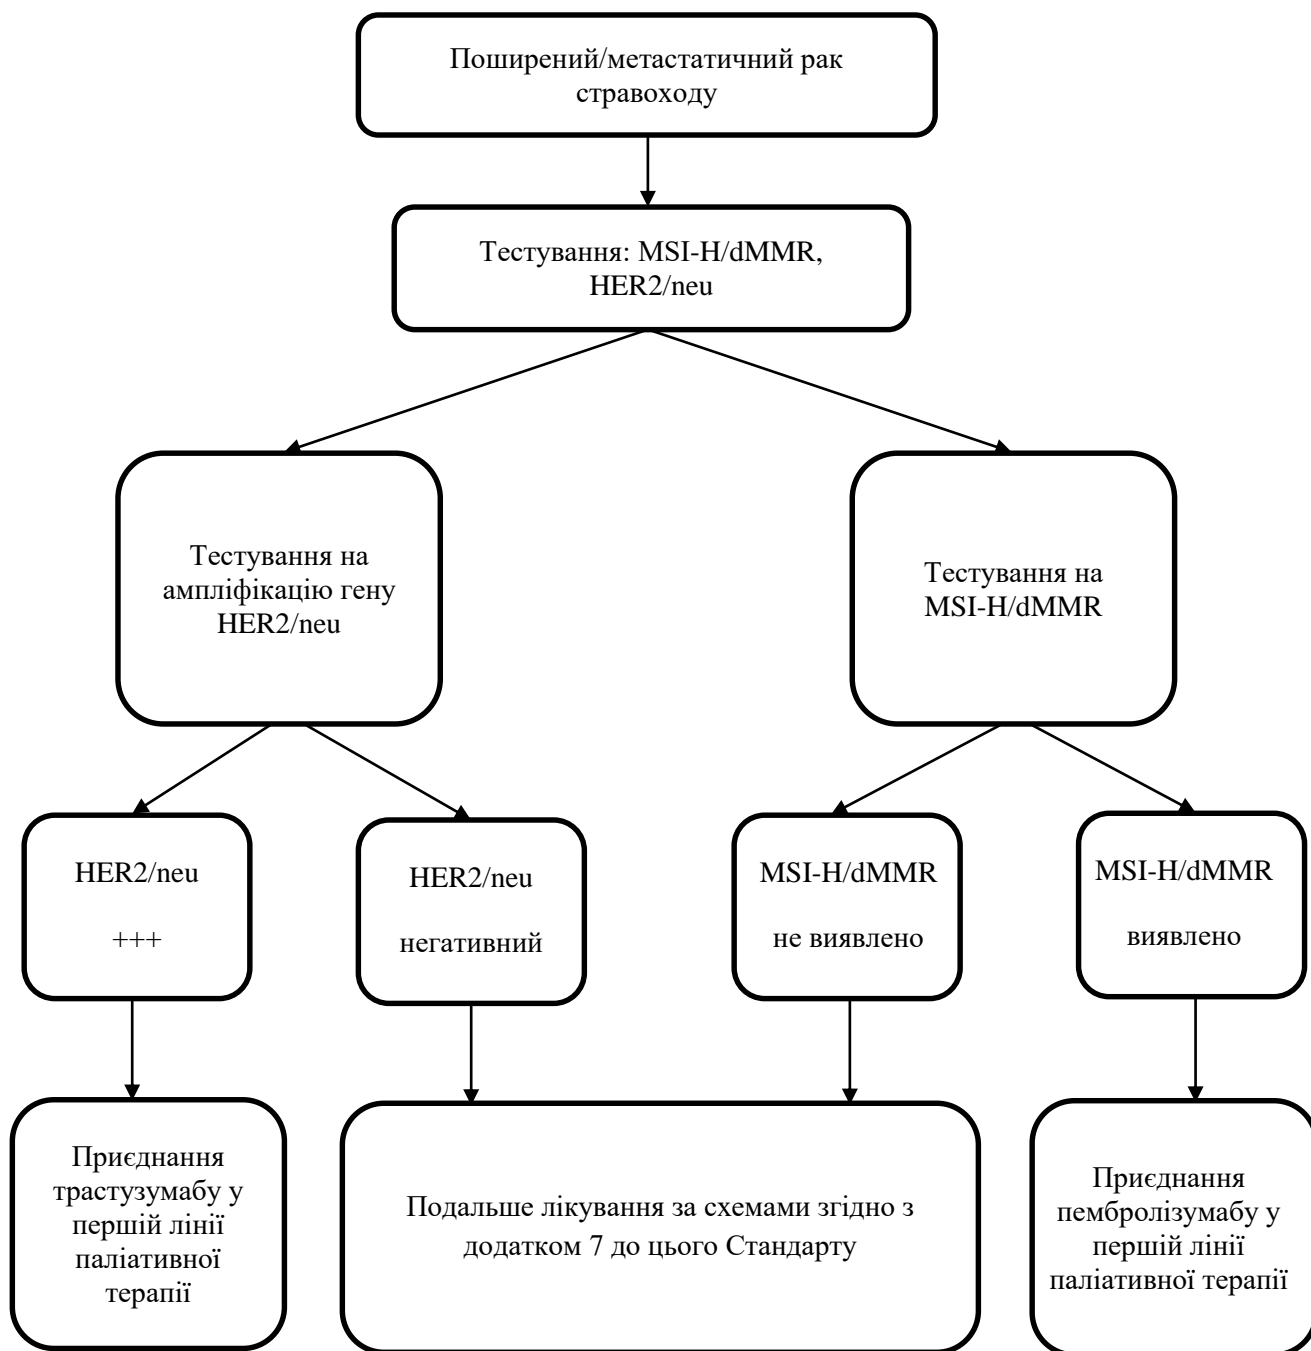 Поширений/метастатичний рак
стравоходу
Тестування: MSI-H/dMMR,
HER2/neu
Тестування на
ампліфікацію гену
HER2/neu
Тестування на
MSI-H/dMMR
HER2/neu
+++
HER2/neu
негативний
MSI-H/dMMR
не виявлено
MSI-H/dMMR
виявлено
Приєднання
трастузумабу у
першій лінії
паліативної
терапії
Подальше лікування за схемами згідно з
додатком 7 до цього Стандарту
Приєднання
пембролізумабу у
першій лінії
паліативної терапії